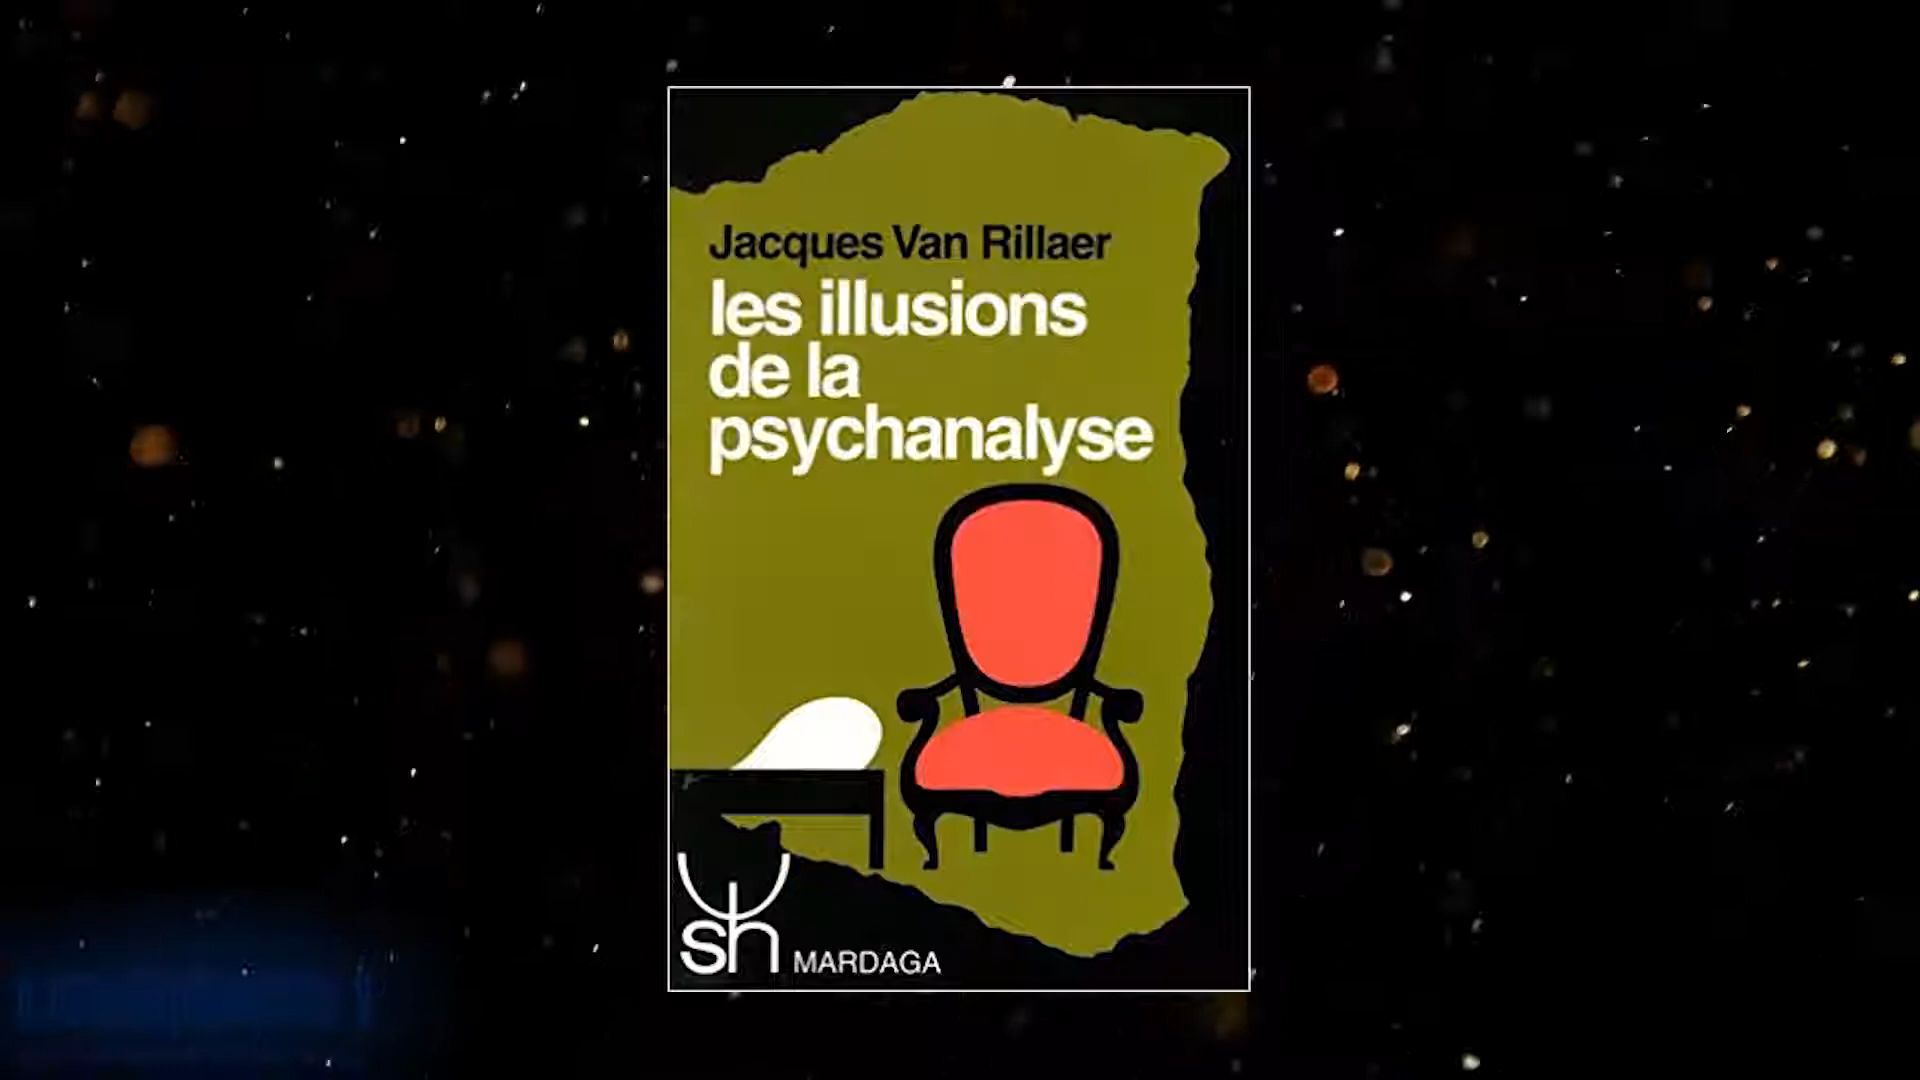 Jacques Van Rillaer
les illusions
de la
psychanalyse
ψ
sh MARDAGA